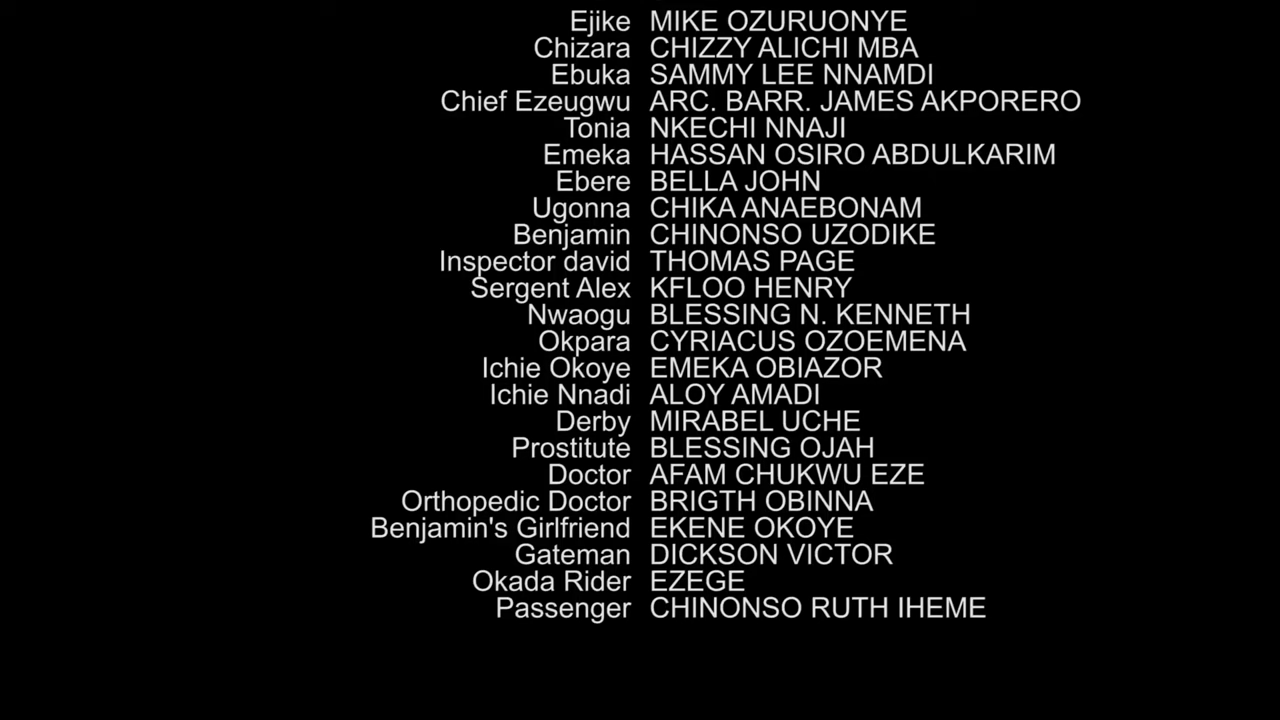 Ejike MIKE OZURUONYE
Chizara CHIZZY ALICHI MBA
Ebuka SAMMY LEE NNAMDI
Chief Ezeugwu ARC. BARR. JAMES AKPORERO
Tonia NKECHI NNAJI
Emeka HASSAN OSIRO ABDULKARIM
Ebere BELLA JOHN
Ugonna CHIKA ANAEBONAM
Benjamin CHINONSO UZODIKE
Inspector david THOMAS PAGE
Sergent Alex KFLOO HENRY
Nwaogu BLESSING N. KENNETH
Okpara CYRIACUS OZOEMENA
Ichie Okoye EMEKA OBIAZOR
Ichie Nnadi ALOY AMADI
Derby MIRABEL UCHE
Prostitute BLESSING OJAH
Doctor AFAM CHUKWU EZE
Orthopedic Doctor BRIGTH OBINNA
Benjamin's Girlfriend EKENE OKOYE
Gateman DICKSON VICTOR
Okada Rider EZEGE
Passenger CHINONSO RUTH IHEME